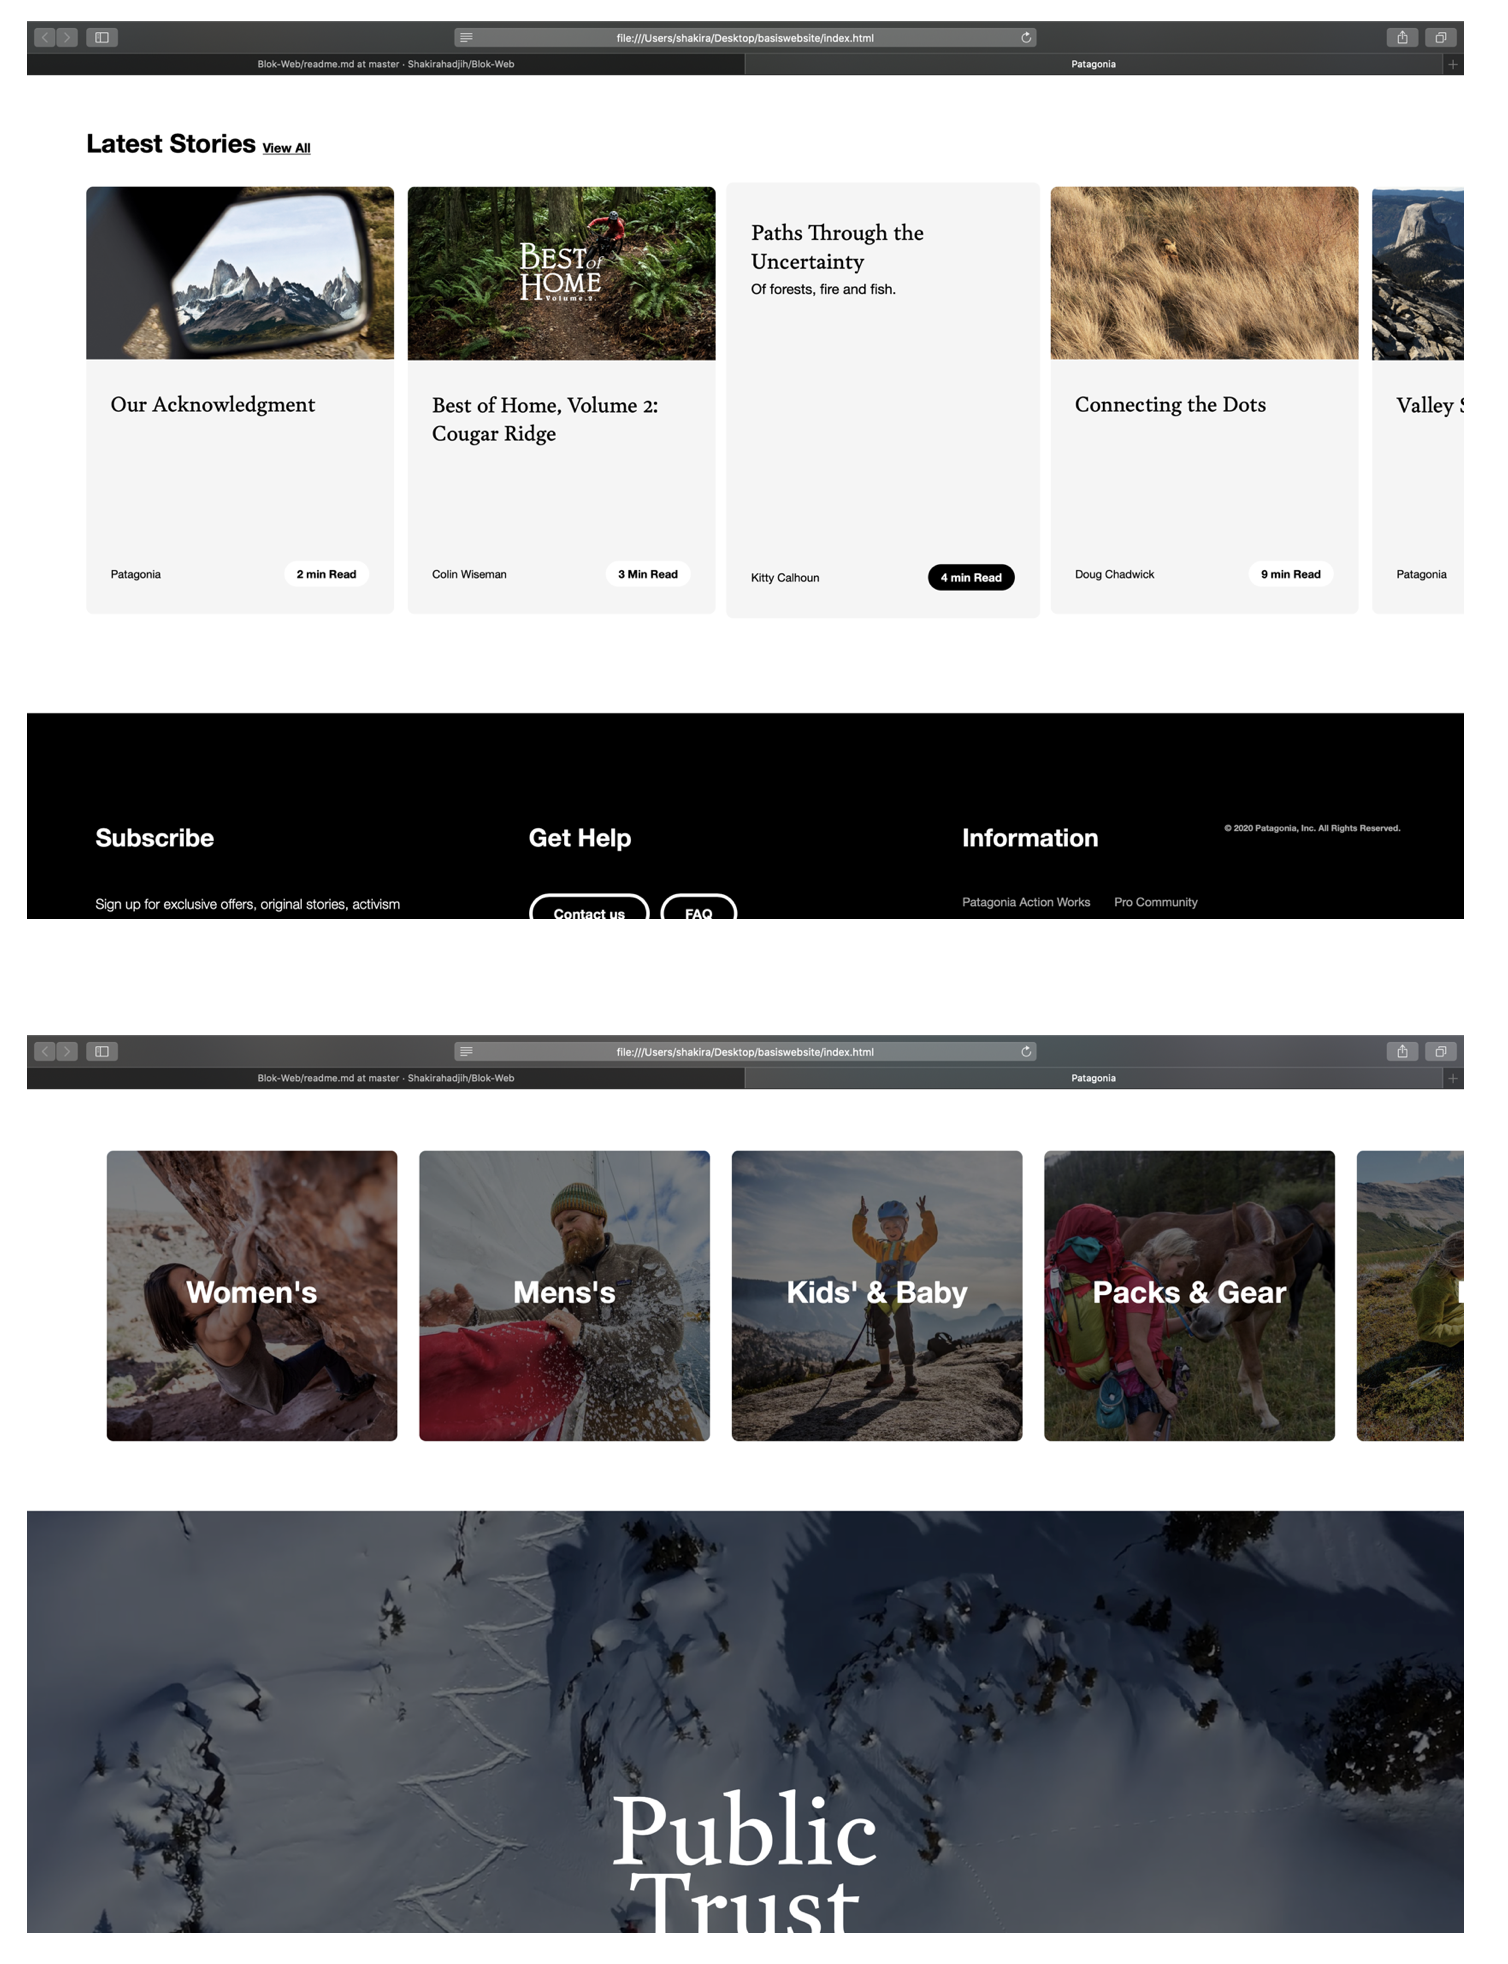 file:///Users/shakira/Desktop/basiswebsite/index.html
Blok-Web/readme.md at master · Shakirahadjih/Blok-Web
Patagonia
Latest Stories View All
BEST of
HOME
Volume.2
Our Acknowledgment
Patagonia
2 min Read
Best of Home, Volume 2:
Cougar Ridge
Colin Wiseman
3 Min Read
Paths Through the
Uncertainty
Of forests, fire and fish.
Kitty Calhoun
4 min Read
Connecting the Dots
Doug Chadwick
9 min Read
Valley
Patagonia
Subscribe
Sign up for exclusive offers, original stories, activism
Get Help
Contact us
FAQ
Information
Patagonia Action Works
Pro Community
© 2020 Patagonia, Inc. All Rights Reserved.
file:///Users/shakira/Desktop/basiswebsite/index.html
Blok-Web/readme.md at master · Shakirahadjih/Blok-Web
Patagonia
Women's
Mens's
Kids' & Baby
Packs & Gear
Public
Trust